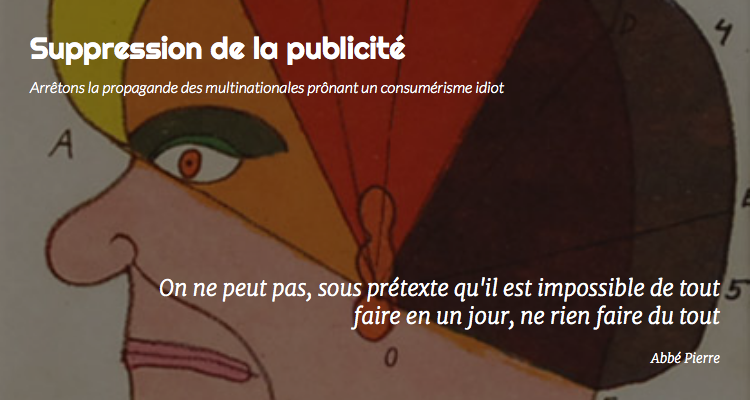 Suppression de la publicité
Arrêtons la propagande des multinationales prônant un consumérisme idiot
D
4
A
On ne peut pas, sous prétexte qu'il est impossible de tout
5
faire en un jour, ne rien faire du tout
O
Abbé Pierre